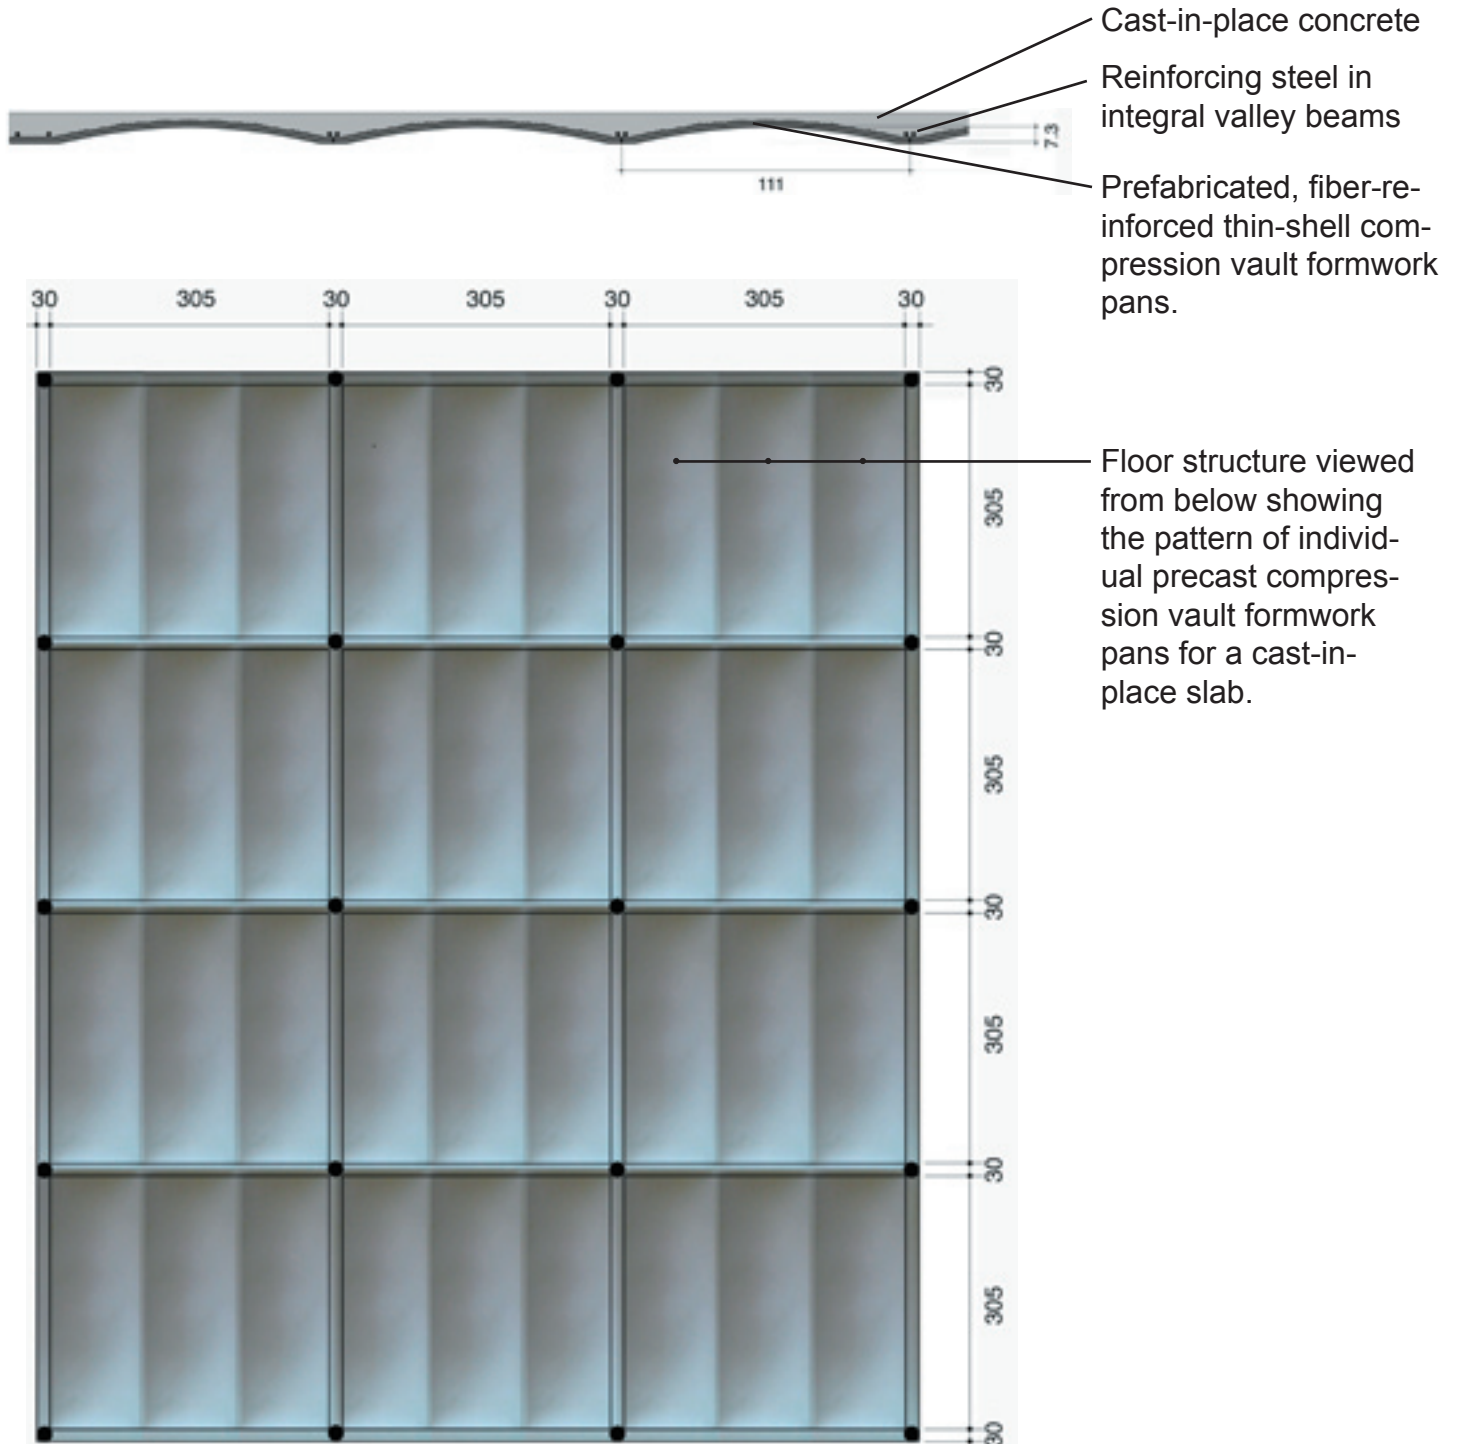 Cast-in-place concrete
Reinforcing steel in
integral valley beams
7.3
111
Prefabricated, fiber-re-
inforced thin-shell com-
pression vault formwork
pans.
30 305 30 305 30 305 30
30
305
Floor structure viewed
from below showing
the pattern of individ-
ual precast compres-
sion vault formwork
pans for a cast-in-
place slab.
30
305
30
305
30
305
30